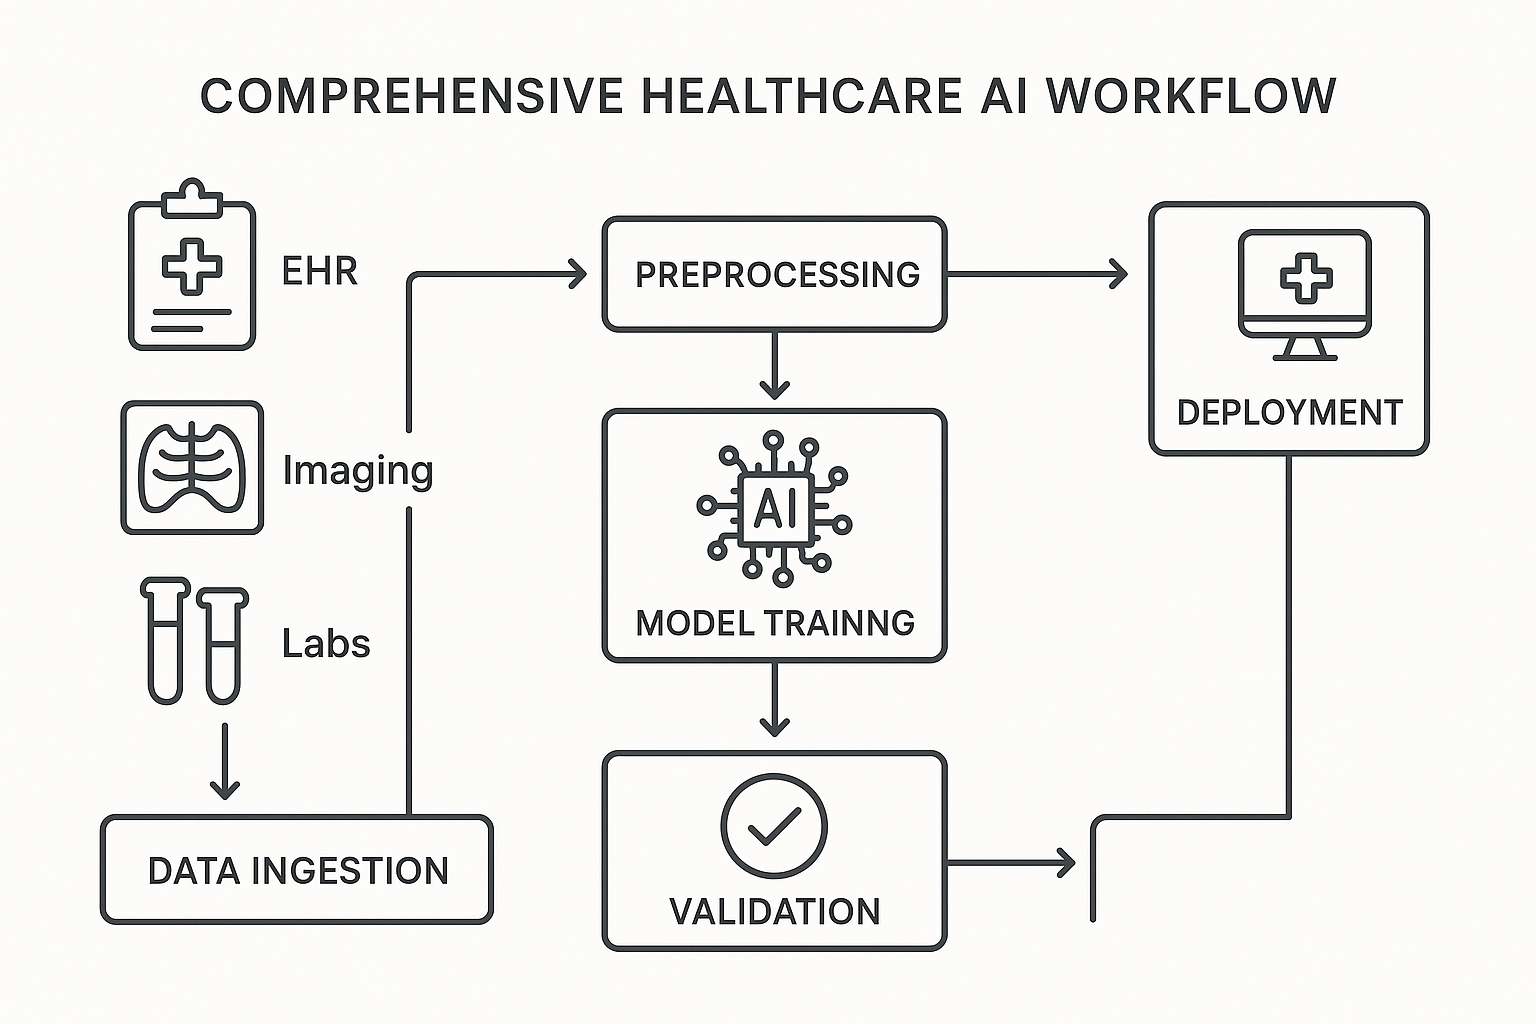 COMPREHENSIVE HEALTHCARE AI WORKFLOW
EHR
Imaging
Labs
DATA INGESTION
PREPROCESSING
AI
MODEL TRAINNG
VALIDATION
DEPLOYMENT